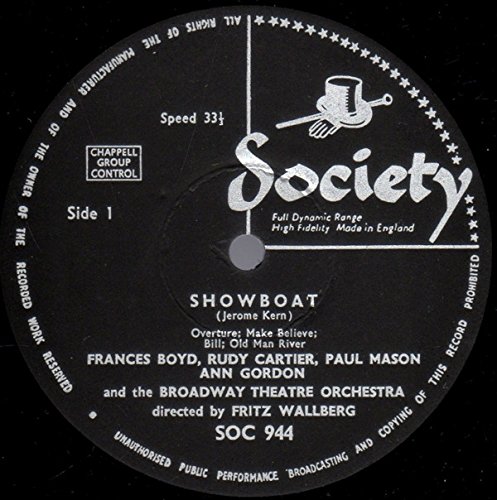 ALL RIGHTS OF THE MANUFACTURER AND OF THE OWNER OF THE RECORDED WORK RESERVED
Speed 33⅓
CHAPPELL
GROUP
CONTROL
Side 1
Society
Full Dynamic Range
High Fidelity Made in England
SHOWBOAT
(Jerome Kern)
Overture; Make Believe;
Bill; Old Man River
FRANCES BOYD, RUDY CARTIER, PAUL MASON
ANN GORDON
and the BROADWAY THEATRE ORCHESTRA
directed by FRITZ WALLBERG
SOC 944
UNAUTHORISED PUBLIC PERFORMANCE BROADCASTING AND COPYING OF THIS RECORD PROHIBITED